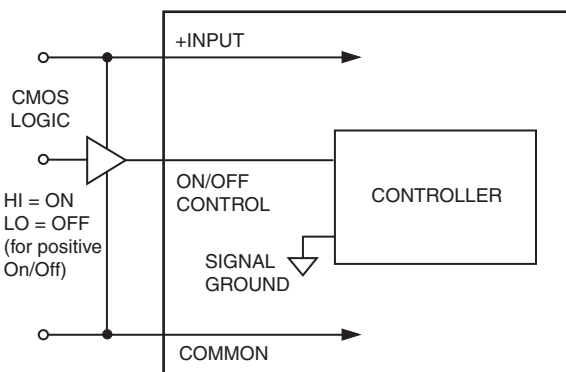 +INPUT
CMOS
LOGIC
HI = ON
LO = OFF
(for positive
On/Off)
ON/OFF
CONTROL
CONTROLLER
SIGNAL
GROUND
COMMON